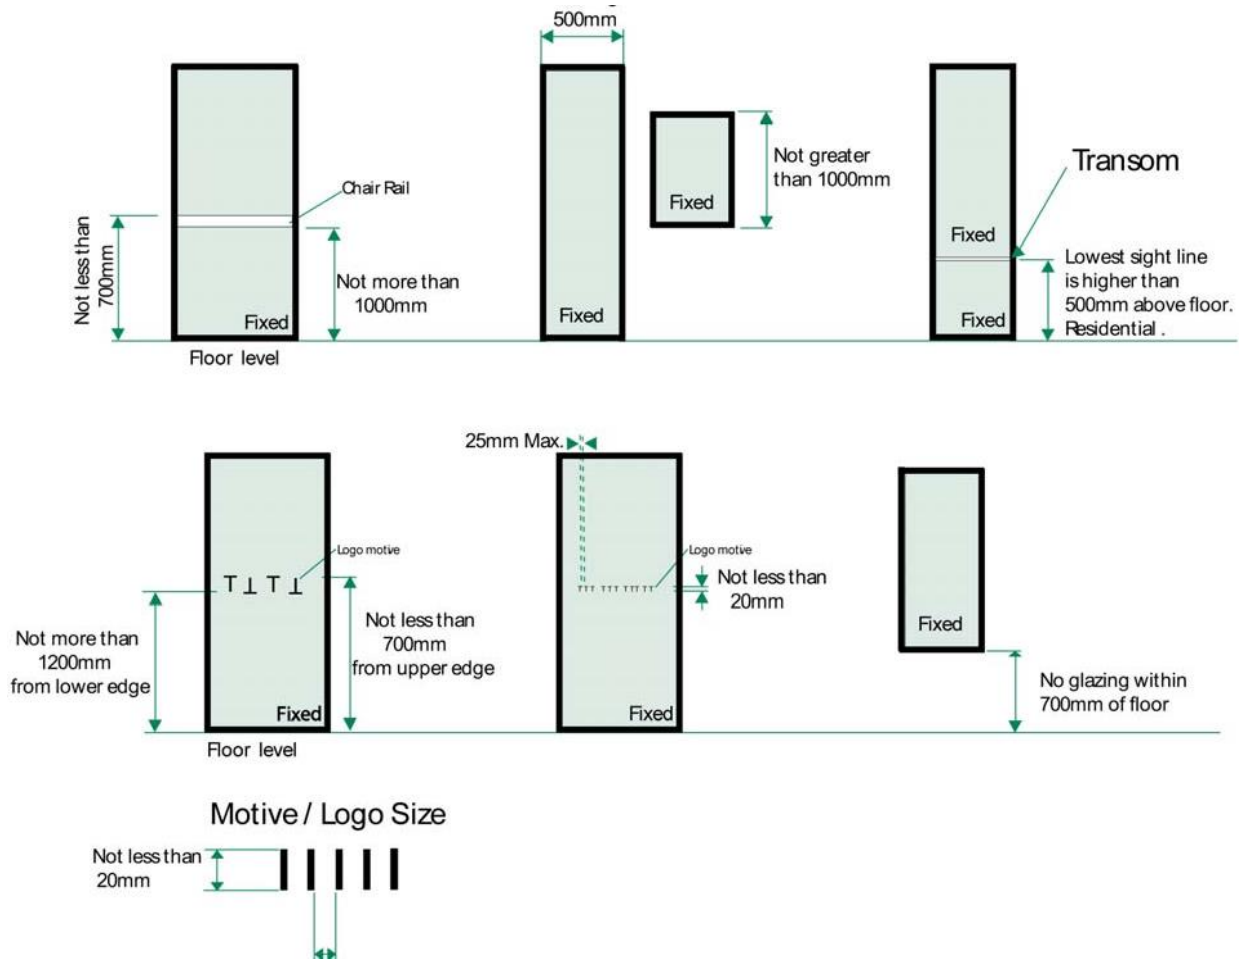 500mm
Chair Rail
Not less than
700mm
Not more than
1000mm
Fixed
Floor level
Fixed
Not greater
than 1000mm
Fixed
Transom
Fixed
Lowest sight line
is higher than
500mm above floor.
Residential .
Fixed
25mm Max.
Logo motive
Not more than
1200mm
from lower edge
Not less than
700mm
from upper edge
Fixed
Floor level
Logo motive
Not less than
20mm
Fixed
Fixed
No glazing within
700mm of floor
Motive / Logo Size
Not less than
20mm